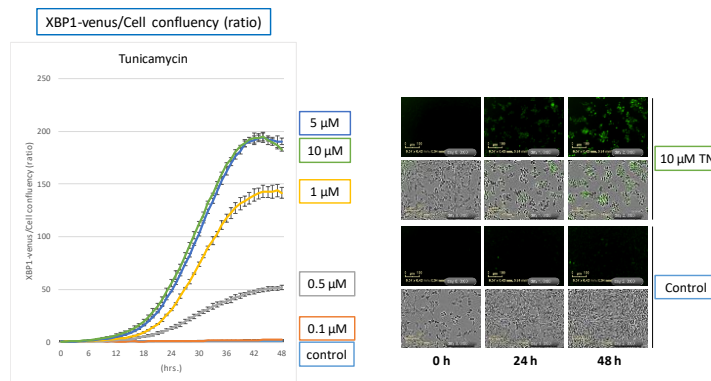 XBP1-venus/Cell confluency (ratio)
Tunicamycin
XBP1-venus/Cell confluency (ratio)
250
200
150
100
50
0
0 6 12 18 24 30 36 42 48
(hrs.)
5 µM
10 µM
1 µM
0.5 µM
0.1 µM
control
10 µM TN
Control
0 h 24 h 48 h